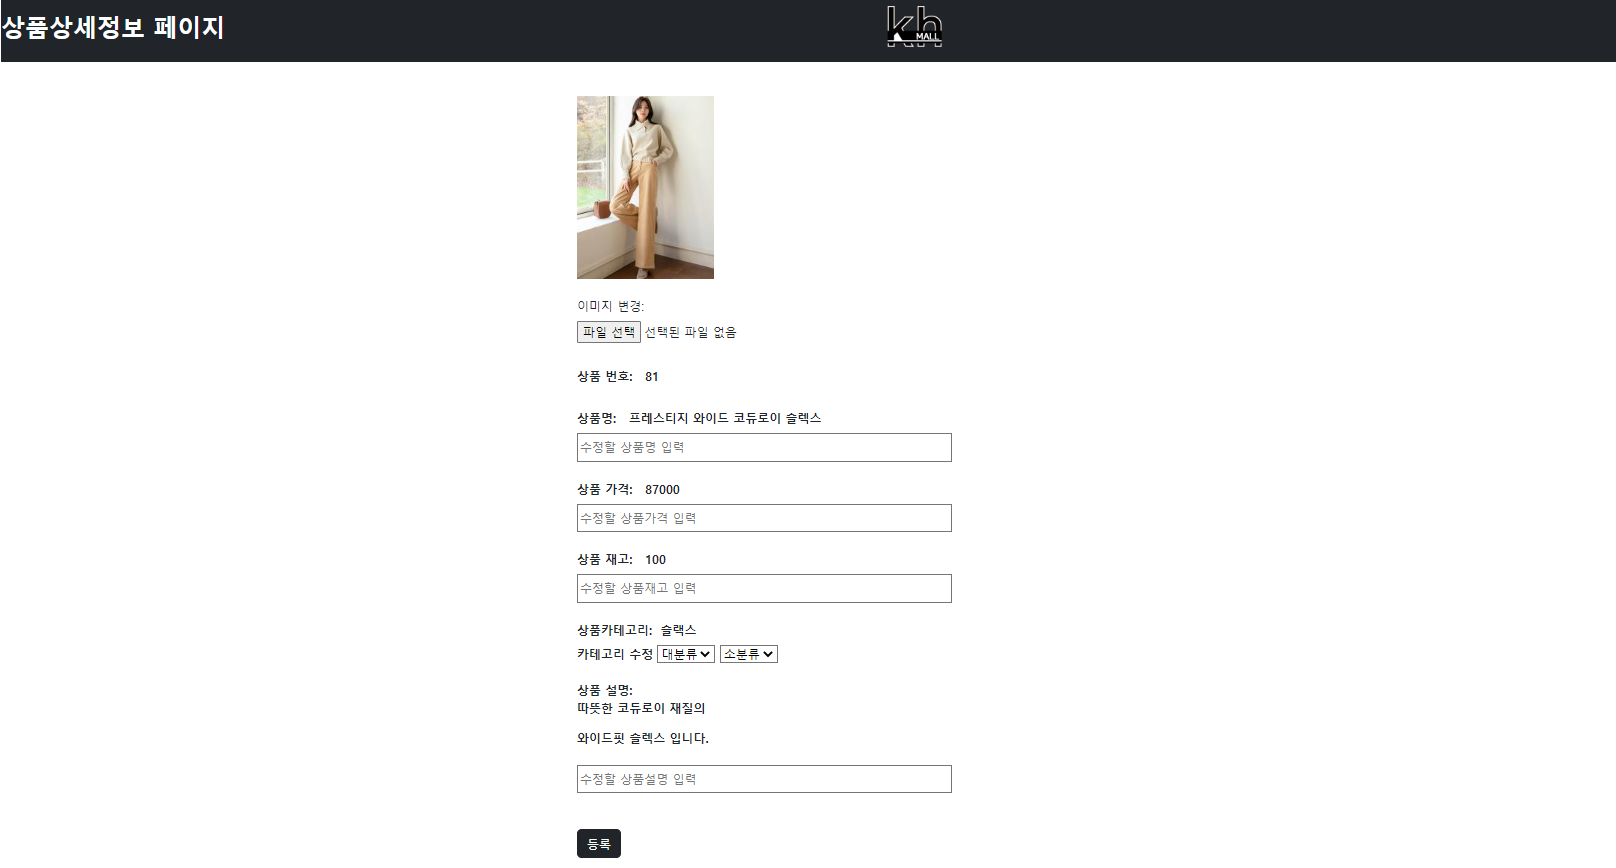 상품상세정보 페이지
kh
MALL
이미지 변경:
파일 선택 선택된 파일 없음
상품 번호: 81
상품명: 프레스티지 와이드 코듀로이 슬렉스
수정할 상품명 입력
상품 가격: 87000
수정할 상품가격 입력
상품 재고: 100
수정할 상품재고 입력
상품카테고리: 슬랙스
카테고리 수정 대분류 소분류
상품 설명:
따뜻한 코듀로이 재질의
와이드핏 슬렉스 입니다.
수정할 상품설명 입력
등록